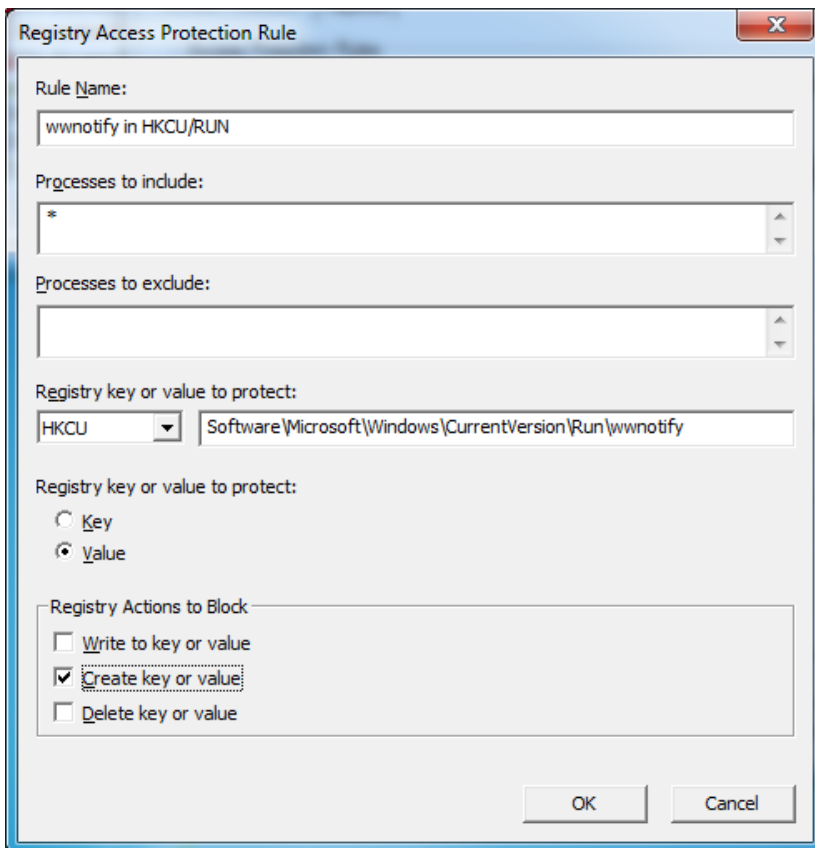 Registry Access Protection Rule
Rule Name:
wwnotify in HKCU/RUN
Processes to include:
*
Processes to exclude:
Registry key or value to protect:
HKCU Software\Microsoft\Windows\CurrentVersion\Run\wwnotify
Registry key or value to protect:
Key
Value
Registry Actions to Block
Write to key or value
Create key or value
Delete key or value
OK Cancel